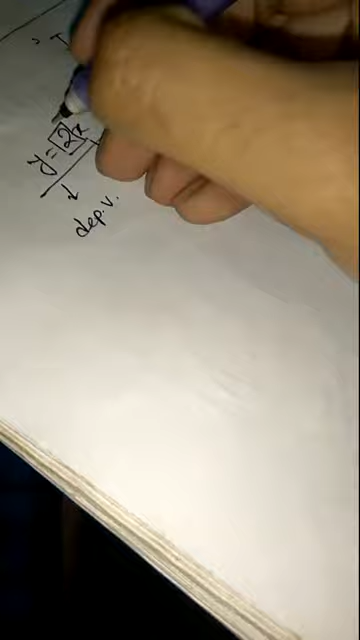 y = 2x
dep. v.